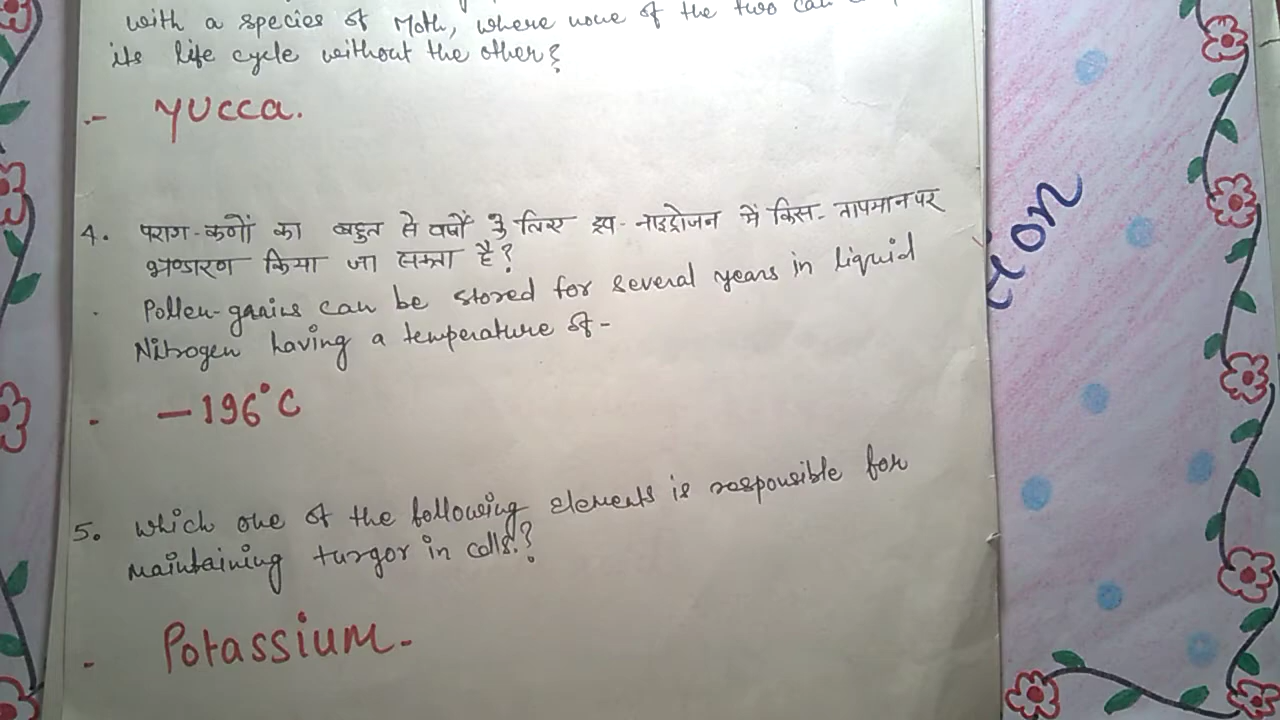 with a species of Moth, where none of the two can
its life cycle without the other?
.- Yucca.
4. पराग-कणों का बहुत से वर्षों के लिए द्रव-नाइट्रोजन में किस-तापमान पर
भण्डारण किया जा सकता है?
. Pollen-grains can be stored for several years in liquid
Nitrogen having a temperature of-
- -196°C
5. which one of the following elements is responsible for
maintaining turgor in cells.?
- Potassium.